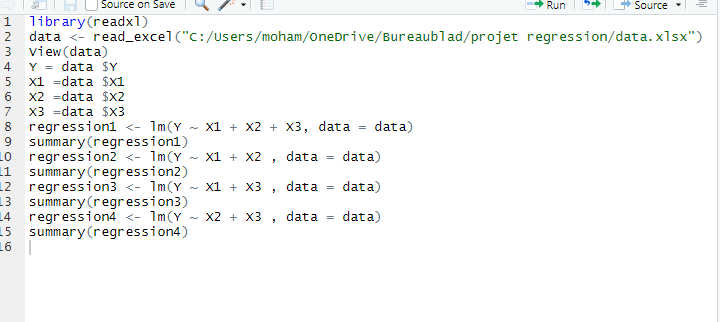 Source on Save Run Source
1 library(readxl)
2 data <- read_excel("C:/Users/moham/OneDrive/Bureaublad/projet regression/data.xlsx")
3 View(data)
4 Y = data $Y
5 X1 =data $X1
6 X2 =data $X2
7 X3 =data $X3
8 regression1 <- lm(Y ~ X1 + X2 + X3, data = data)
9 summary(regression1)
10 regression2 <- lm(Y ~ X1 + X2 , data = data)
11 summary(regression2)
12 regression3 <- lm(Y ~ X1 + X3 , data = data)
13 summary(regression3)
14 regression4 <- lm(Y ~ X2 + X3 , data = data)
15 summary(regression4)
16